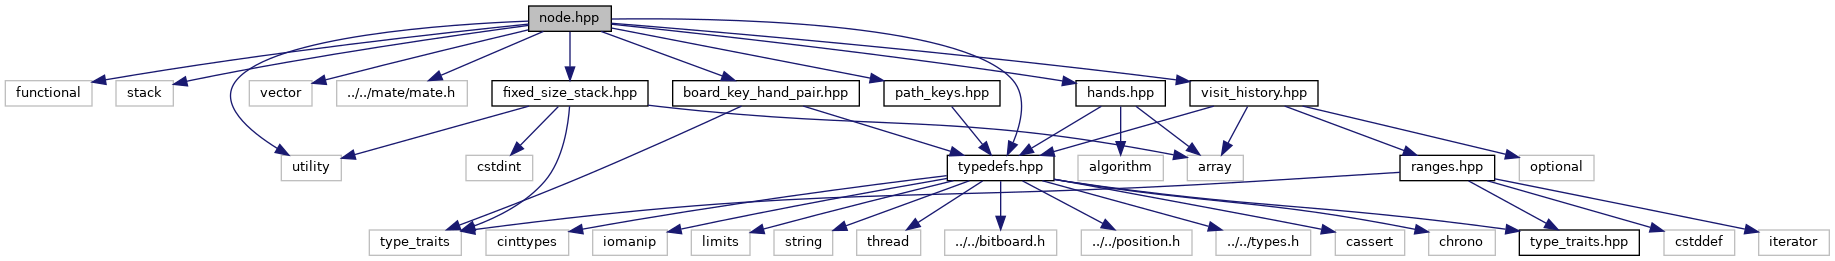 node.hpp
functional
stack
vector
../../mate/mate.h
fixed_size_stack.hpp
board_key_hand_pair.hpp
path_keys.hpp
hands.hpp
visit_history.hpp
utility
cstdint
typedefs.hpp
algorithm
array
ranges.hpp
optional
type_traits
cinttypes
iomanip
limits
string
thread
../../bitboard.h
../../position.h
../../types.h
cassert
chrono
type_traits.hpp
cstddef
iterator